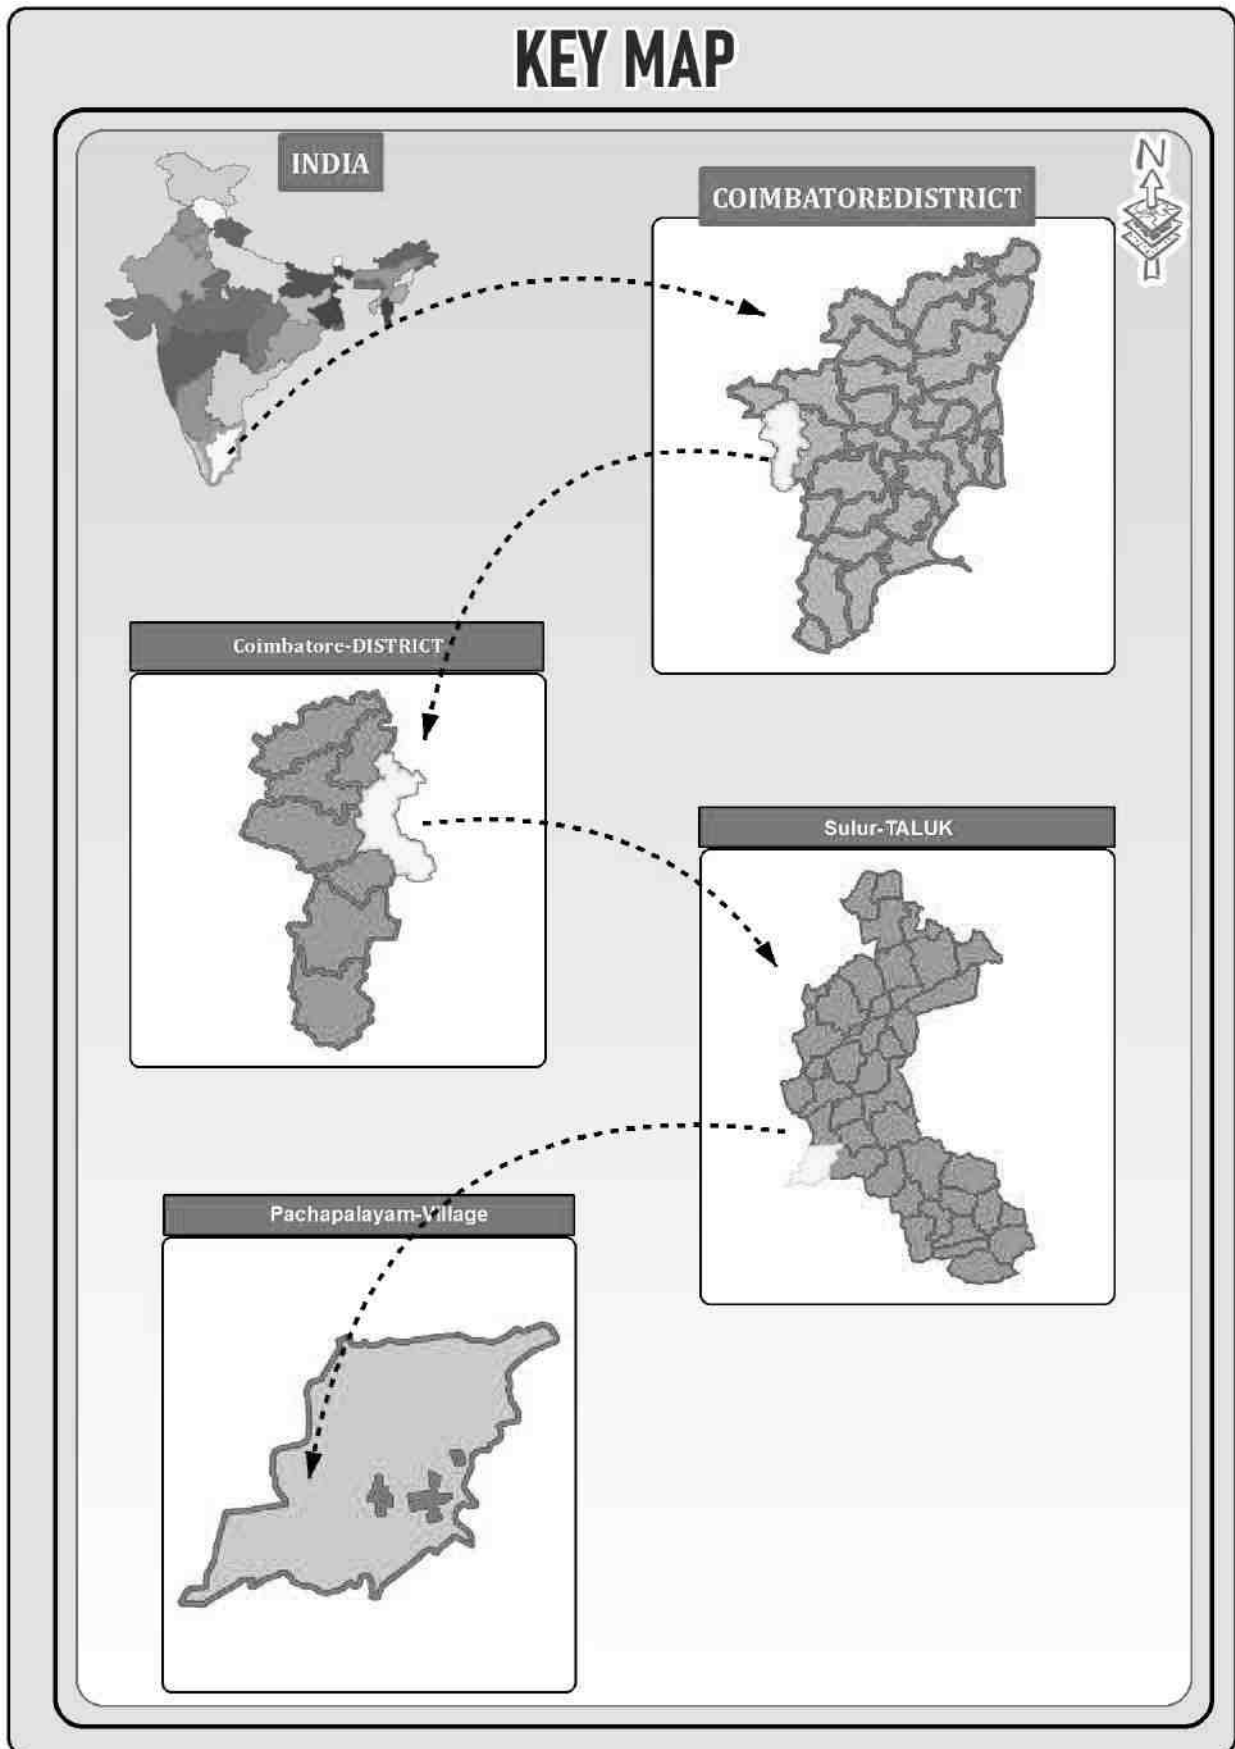 KEY MAP
INDIA
N
COIMBATOREDISTRICT
Coimbatore-DISTRICT
Sulur-TALUK
Pachapalayam-Village